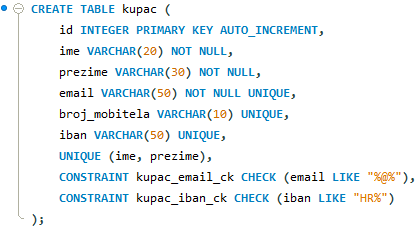 CREATE TABLE kupac (
id INTEGER PRIMARY KEY AUTO_INCREMENT,
ime VARCHAR(20) NOT NULL,
prezime VARCHAR(30) NOT NULL,
email VARCHAR(50) NOT NULL UNIQUE,
broj_mobitela VARCHAR(10) UNIQUE,
iban VARCHAR(50) UNIQUE,
UNIQUE (ime, prezime),
CONSTRAINT kupac_email_ck CHECK (email LIKE "%@%"),
CONSTRAINT kupac_iban_ck CHECK (iban LIKE "HR%")
);